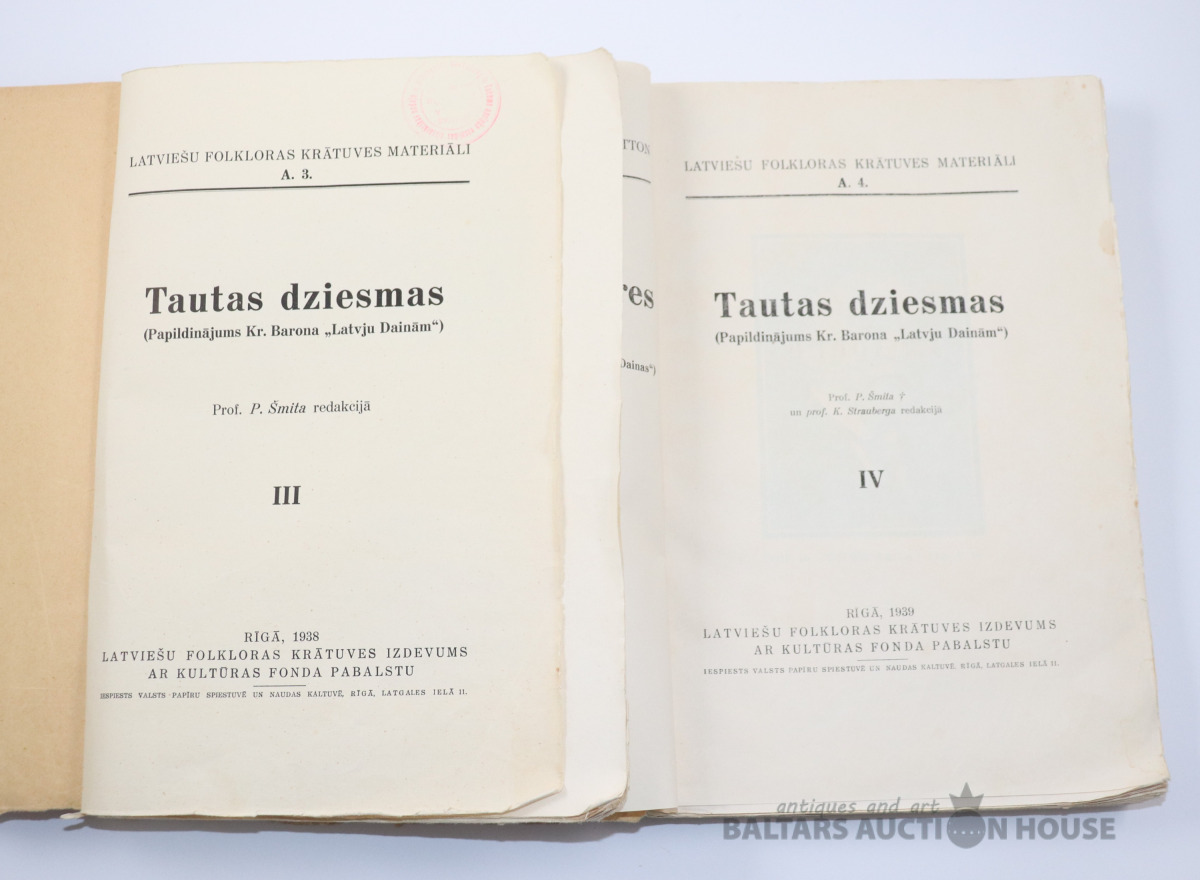 LATVIEŠU FOLKLORAS KRĀTUVES MATERIĀLI
A. 3.
Tautas dziesmas
(Papildinājums Kr. Barona „Latvju Dainām“)
Prof. P. Šmita redakcijā
III
RĪGĀ, 1938
LATVIEŠU FOLKLORAS KRĀTUVES IZDEVUMS
AR KULTŪRAS FONDA PABALSTU
IESPIESTS VALSTS PAPĪRU SPIESTUVĒ UN NAUDAS KALTUVĒ, RĪGĀ, LATGALES IELĀ 11.
TTON
res
Dainas“)
LATVIEŠU FOLKLORAS KRĀTUVES MATERIĀLI
A. 4.
Tautas dziesmas
(Papildinājums Kr. Barona „Latvju Dainām“)
Prof. P. Šmita †
un prof. K. Strauberga redakcijā
IV
RĪGĀ, 1939
LATVIEŠU FOLKLORAS KRĀTUVES IZDEVUMS
AR KULTŪRAS FONDA PABALSTU
IESPIESTS VALSTS PAPĪRU SPIESTUVĒ UN NAUDAS KALTUVĒ, RĪGĀ, LATGALES IELĀ 11.
antiques and art
BALTARS AUCTION HOUSE